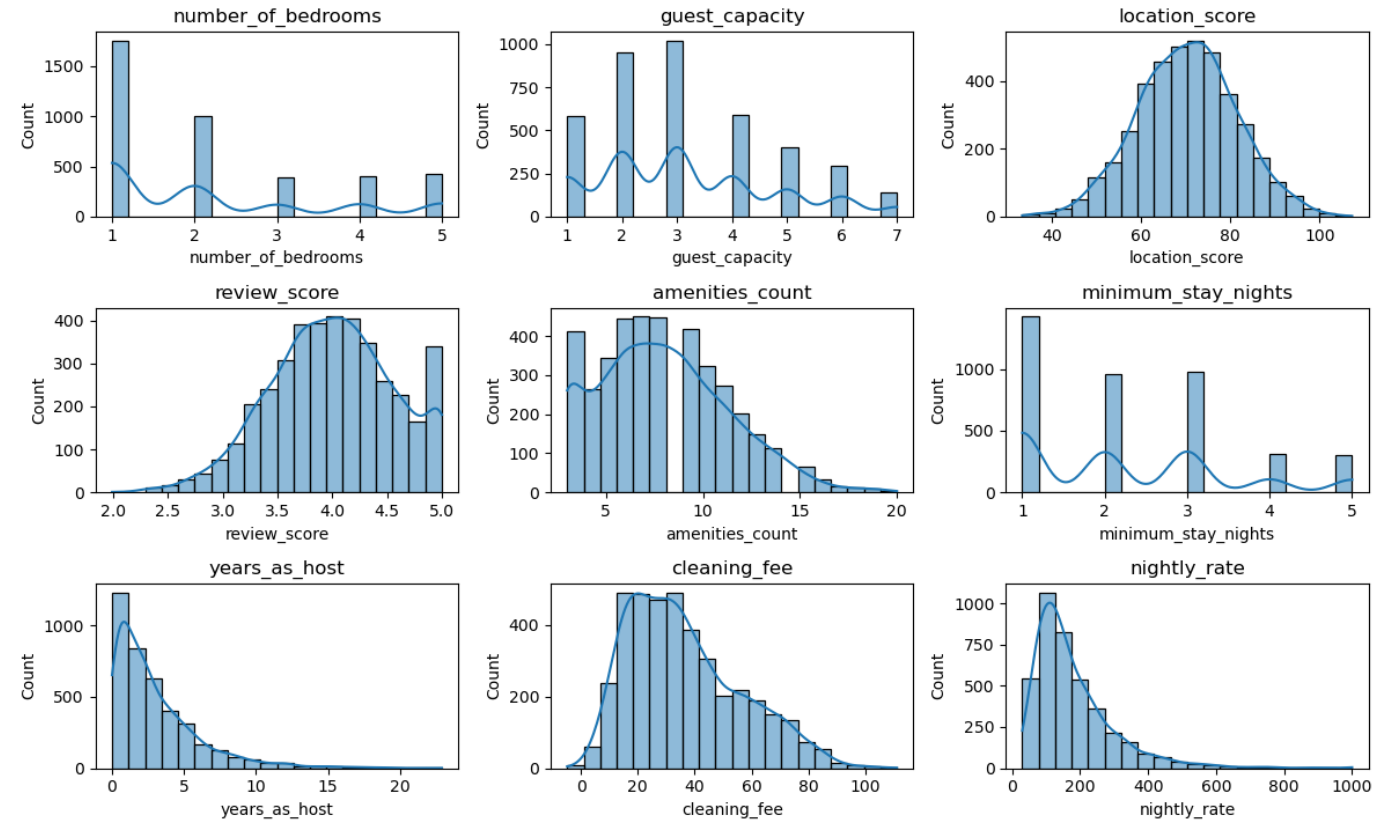 number_of_bedrooms
Count
1500
1000
500
0
1 2 3 4 5
number_of_bedrooms
guest_capacity
Count
1000
750
500
250
0
1 2 3 4 5 6 7
guest_capacity
location_score
Count
400
200
0
40 60 80 100
location_score
review_score
Count
400
300
200
100
0
2.0 2.5 3.0 3.5 4.0 4.5 5.0
review_score
amenities_count
Count
400
300
200
100
0
5 10 15 20
amenities_count
minimum_stay_nights
Count
1000
500
0
1 2 3 4 5
minimum_stay_nights
years_as_host
Count
1000
500
0
0 5 10 15 20
years_as_host
cleaning_fee
Count
400
200
0
0 20 40 60 80 100
cleaning_fee
nightly_rate
Count
1000
750
500
250
0
0 200 400 600 800 1000
nightly_rate